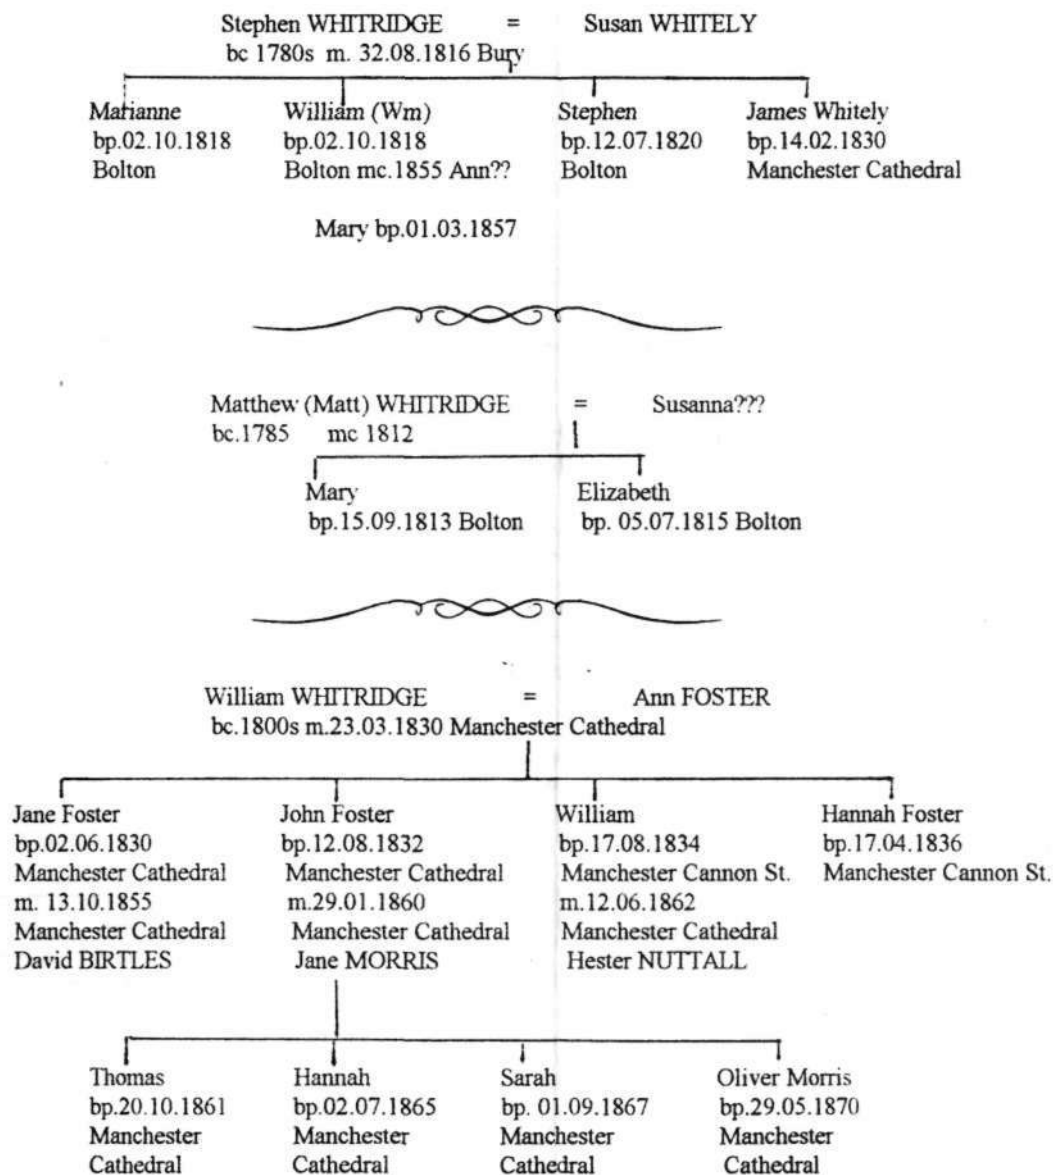 Stephen WHITRIDGE = Susan WHITELY
bc 1780s m. 32.08.1816 Bury
Marianne William (Wm) Stephen James Whitely
bp.02.10.1818 bp.02.10.1818 bp.12.07.1820 bp.14.02.1830
Bolton Bolton mc.1855 Ann?? Bolton Manchester Cathedral
Mary bp.01.03.1857
Matthew (Matt) WHITRIDGE = Susanna???
bc.1785 mc 1812
Mary Elizabeth
bp.15.09.1813 Bolton bp. 05.07.1815 Bolton
William WHITRIDGE = Ann FOSTER
bc.1800s m.23.03.1830 Manchester Cathedral
Jane Foster John Foster William Hannah Foster
bp.02.06.1830 bp.12.08.1832 bp.17.08.1834 bp.17.04.1836
Manchester Cathedral Manchester Cathedral Manchester Cannon St. Manchester Cannon St.
m. 13.10.1855 m.29.01.1860 m.12.06.1862
Manchester Cathedral Manchester Cathedral Manchester Cathedral
David BIRTLES Jane MORRIS Hester NUTTALL
Thomas Hannah Sarah Oliver Morris
bp.20.10.1861 bp.02.07.1865 bp. 01.09.1867 bp.29.05.1870
Manchester Manchester Manchester Manchester
Cathedral Cathedral Cathedral Cathedral